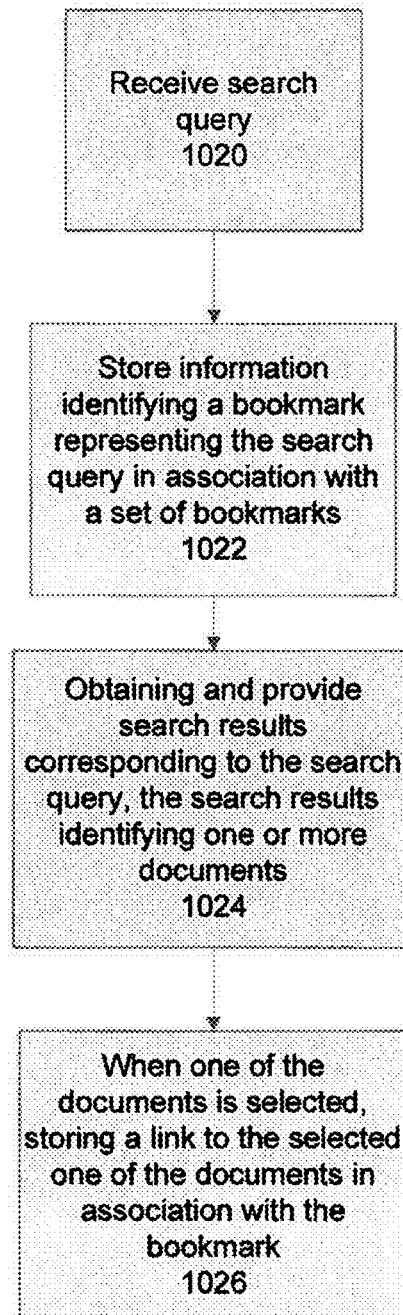 Receive search
query
1020
Store information
identifying a bookmark
representing the search
query in association with
a set of bookmarks
1022
Obtaining and provide
search results
corresponding to the search
query, the search results
identifying one or more
documents
1024
When one of the
documents is selected,
storing a link to the selected
one of the documents in
association with the
bookmark
1026